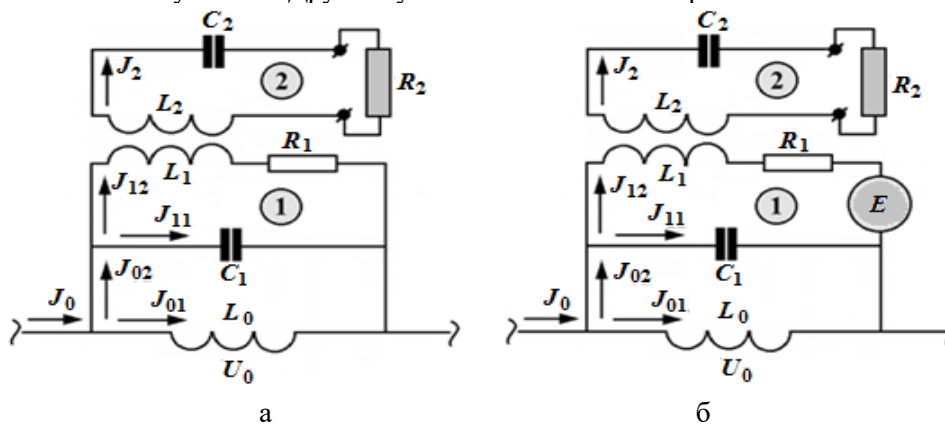 C2 C2
J2 2 R2 J2 2 R2
L2 L2
R1 R1
L1 L1
J12 1 J12 1 E
J11 J11
C1 C1
J02 J02
J0 J01 L0 J0 J01 L0
U0 U0
а б